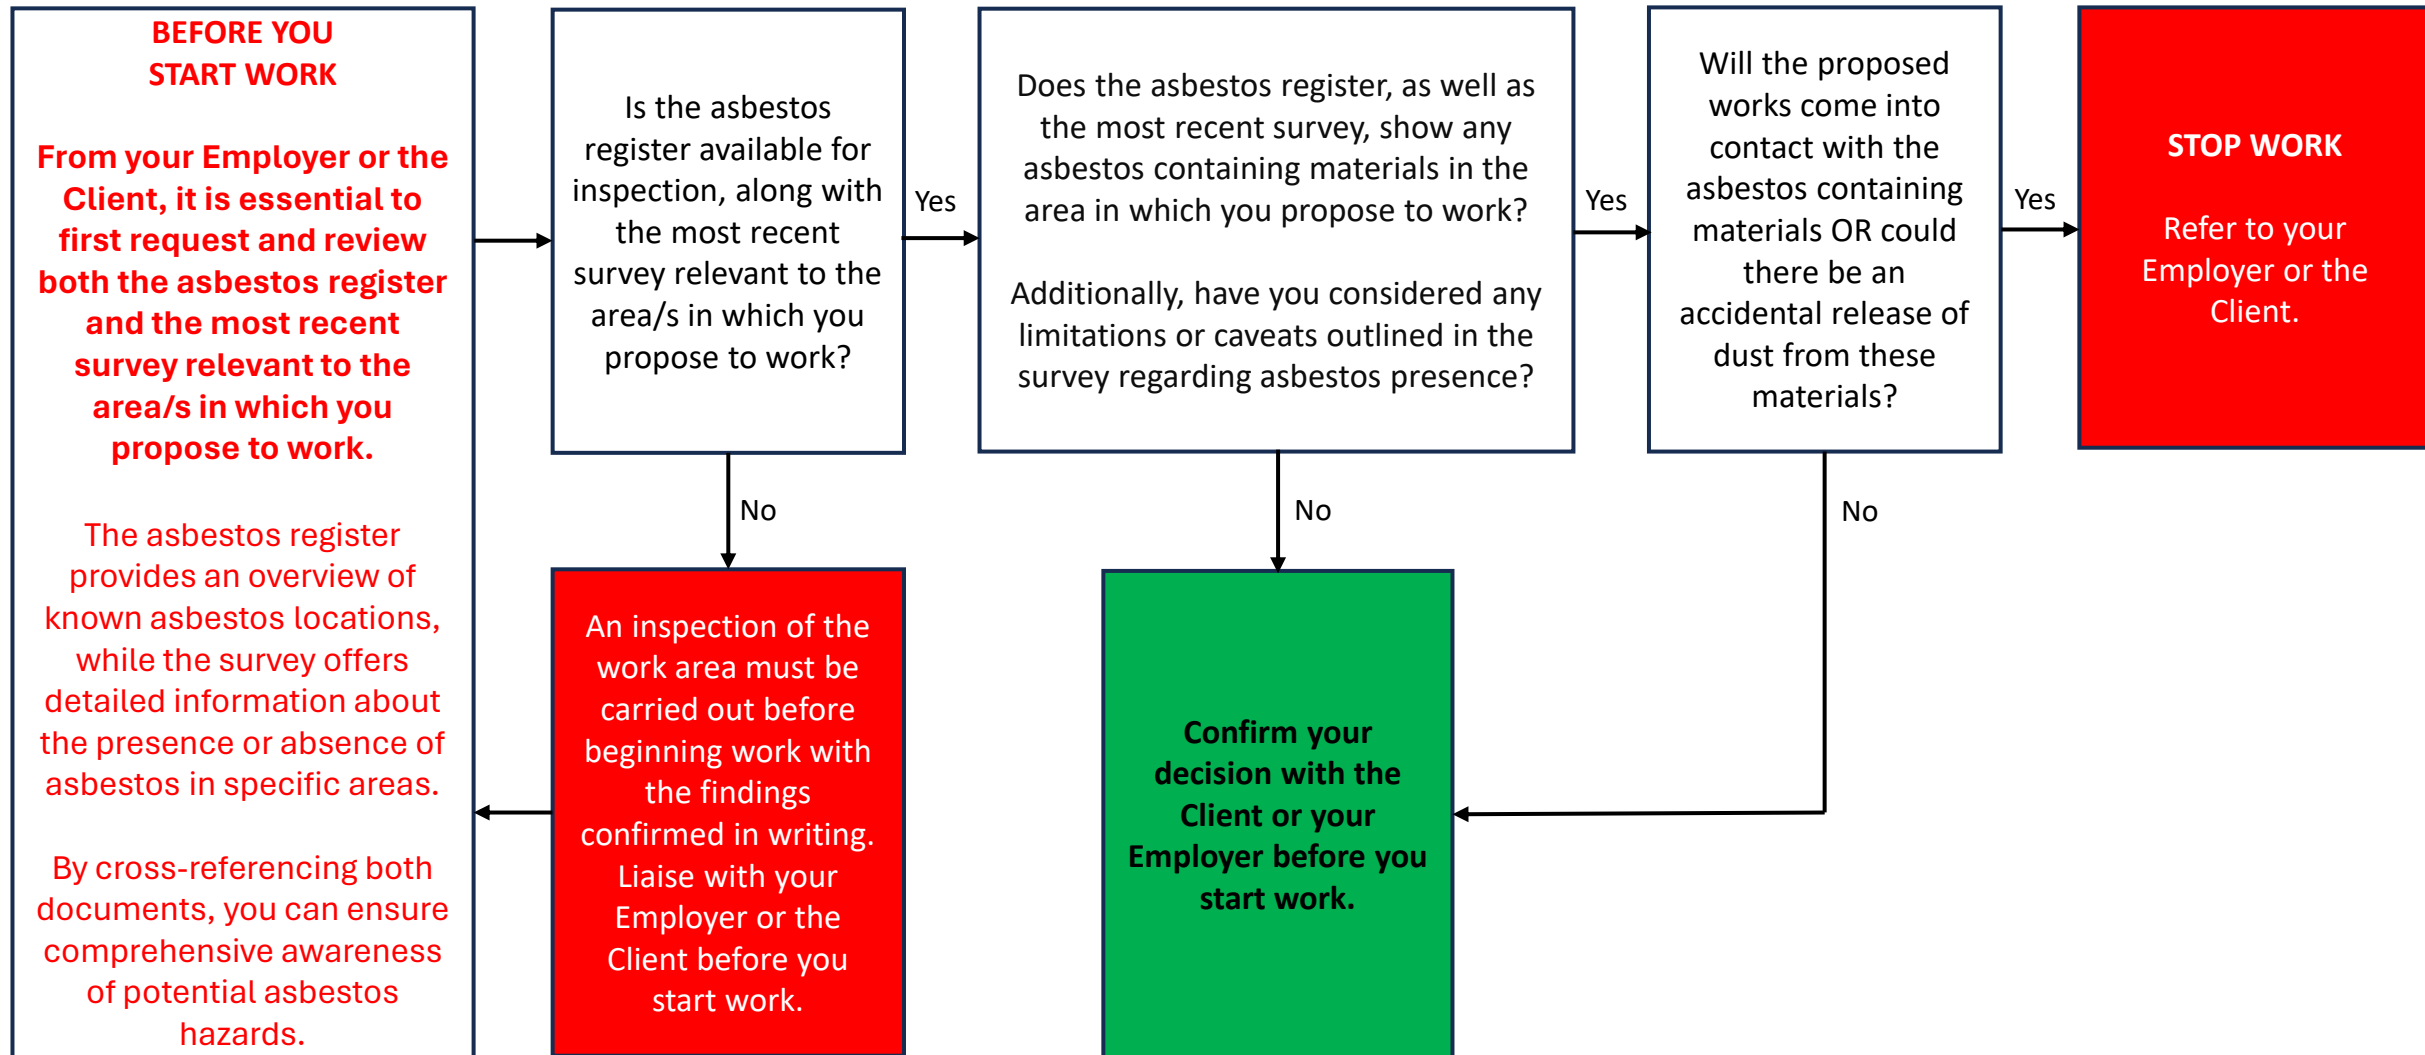 BEFORE YOU
START WORK
From your Employer or the
Client, it is essential to
first request and review
both the asbestos register
and the most recent
survey relevant to the
area/s in which you
propose to work.
The asbestos register
provides an overview of
known asbestos locations,
while the survey offers
detailed information about
the presence or absence of
asbestos in specific areas.
By cross-referencing both
documents, you can ensure
comprehensive awareness
of potential asbestos
hazards.
Is the asbestos
register available for
inspection, along with
the most recent
survey relevant to the
area/s in which you
propose to work?
Yes
No
An inspection of the
work area must be
carried out before
beginning work with
the findings
confirmed in writing.
Liaise with your
Employer or the
Client before you
start work.
Does the asbestos register, as well as
the most recent survey, show any
asbestos containing materials in the
area in which you propose to work?
Additionally, have you considered any
limitations or caveats outlined in the
survey regarding asbestos presence?
Yes
No
Confirm your
decision with the
Client or your
Employer before you
start work.
Will the proposed
works come into
contact with the
asbestos containing
materials OR could
there be an
accidental release of
dust from these
materials?
Yes
No
STOP WORK
Refer to your
Employer or the
Client.